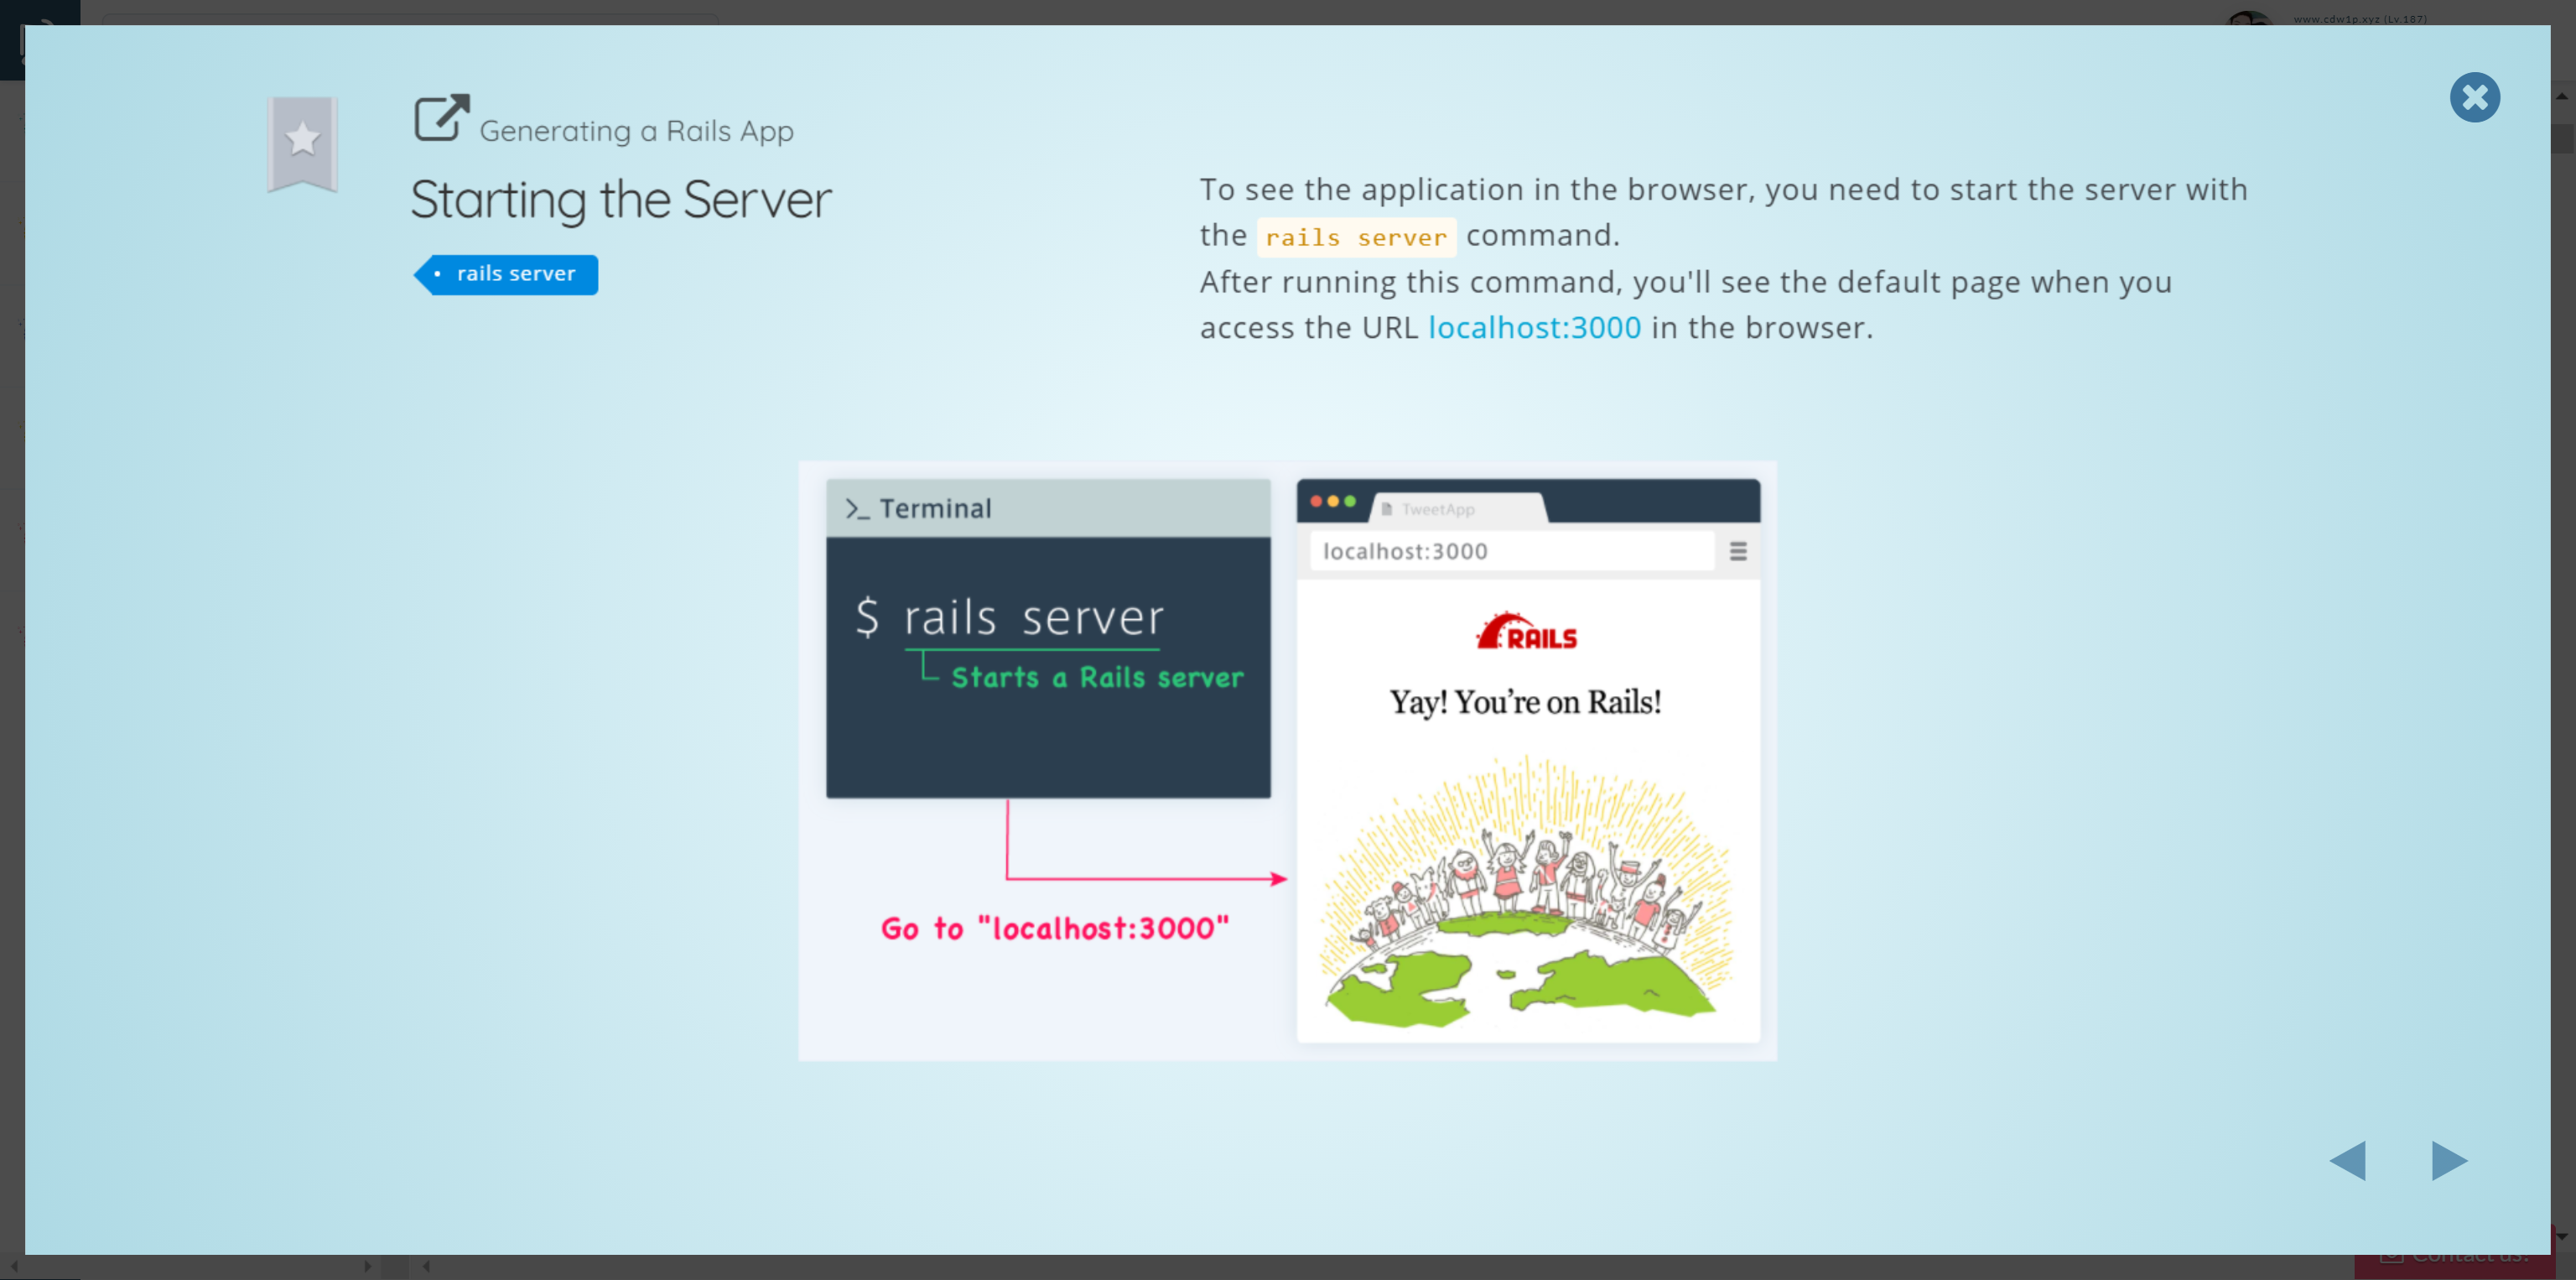 www.cdw1p.xyz (Lv.187)
Generating a Rails App
Starting the Server
• rails server
To see the application in the browser, you need to start the server with
the rails server command.
After running this command, you'll see the default page when you
access the URL localhost:3000 in the browser.
>_ Terminal
$ rails server
Starts a Rails server
Go to "localhost:3000"
TweetApp
localhost:3000
RAILS
Yay! You’re on Rails!
Contact us!